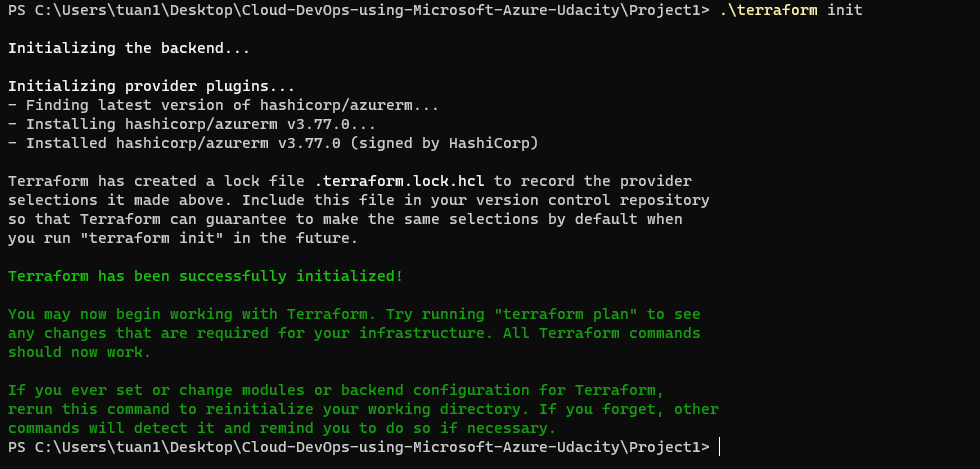 PS C:\Users\tuan1\Desktop\Cloud-DevOps-using-Microsoft-Azure-Udacity\Project1> .\terraform init
Initializing the backend...
Initializing provider plugins...
- Finding latest version of hashicorp/azurerm...
- Installing hashicorp/azurerm v3.77.0...
- Installed hashicorp/azurerm v3.77.0 (signed by HashiCorp)
Terraform has created a lock file .terraform.lock.hcl to record the provider
selections it made above. Include this file in your version control repository
so that Terraform can guarantee to make the same selections by default when
you run "terraform init" in the future.
Terraform has been successfully initialized!
You may now begin working with Terraform. Try running "terraform plan" to see
any changes that are required for your infrastructure. All Terraform commands
should now work.
If you ever set or change modules or backend configuration for Terraform,
rerun this command to reinitialize your working directory. If you forget, other
commands will detect it and remind you to do so if necessary.
PS C:\Users\tuan1\Desktop\Cloud-DevOps-using-Microsoft-Azure-Udacity\Project1>